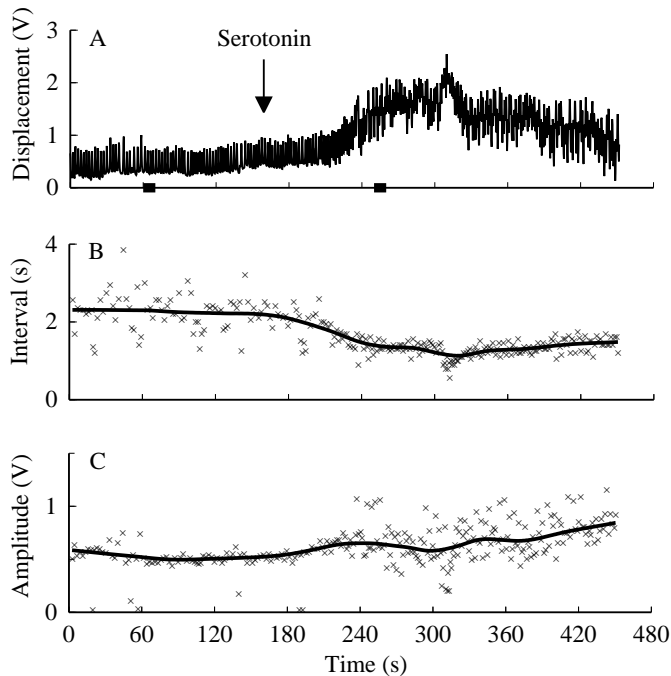 A
Serotonin
Displacement (V)
3
2
1
0
B
Interval (s)
4
2
0
C
Amplitude (V)
1
0
0 60 120 180 240 300 360 420 480
Time (s)